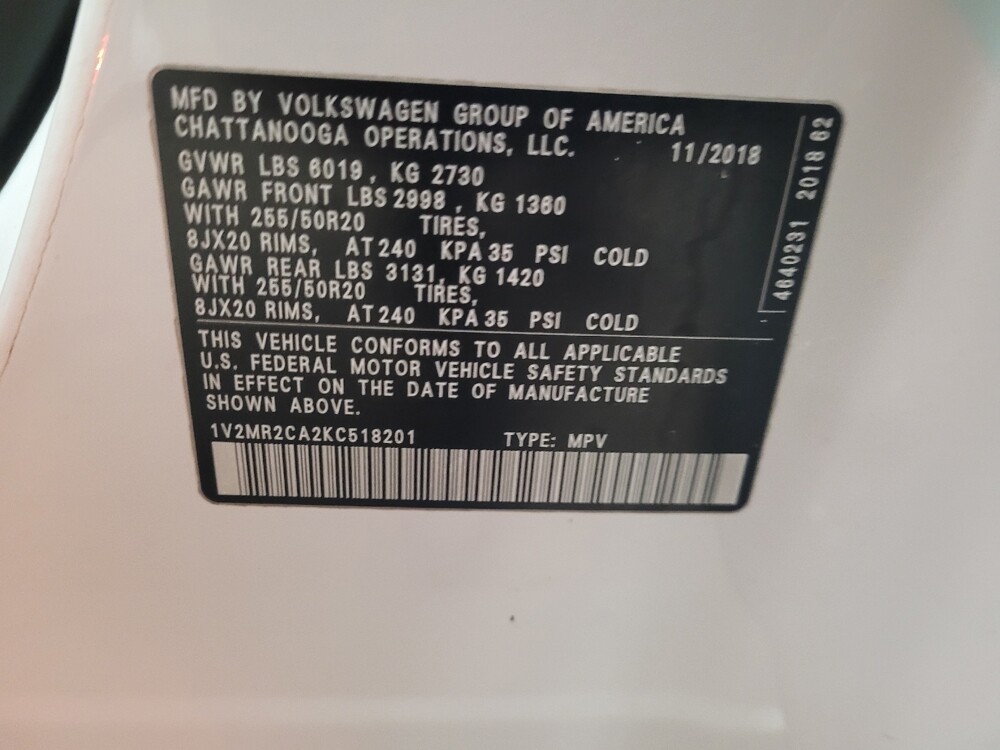 MFD BY VOLKSWAGEN GROUP OF AMERICA
CHATTANOOGA OPERATIONS, LLC.
11/2018
GVWR LBS 6019, KG 2730
GAWR FRONT LBS 2998, KG 1360
WITH 255/50R20 TIRES,
8JX20 RIMS, AT 240 KPA 35 PSI COLD
GAWR REAR LBS 3131, KG 1420
WITH 255/50R20 TIRES,
8JX20 RIMS, AT 240 KPA 35 PSI COLD
THIS VEHICLE CONFORMS TO ALL APPLICABLE
U.S. FEDERAL MOTOR VEHICLE SAFETY STANDARDS
IN EFFECT ON THE DATE OF MANUFACTURE
SHOWN ABOVE.
1V2MR2CA2KC518201 TYPE: MPV
4640231 2018 62